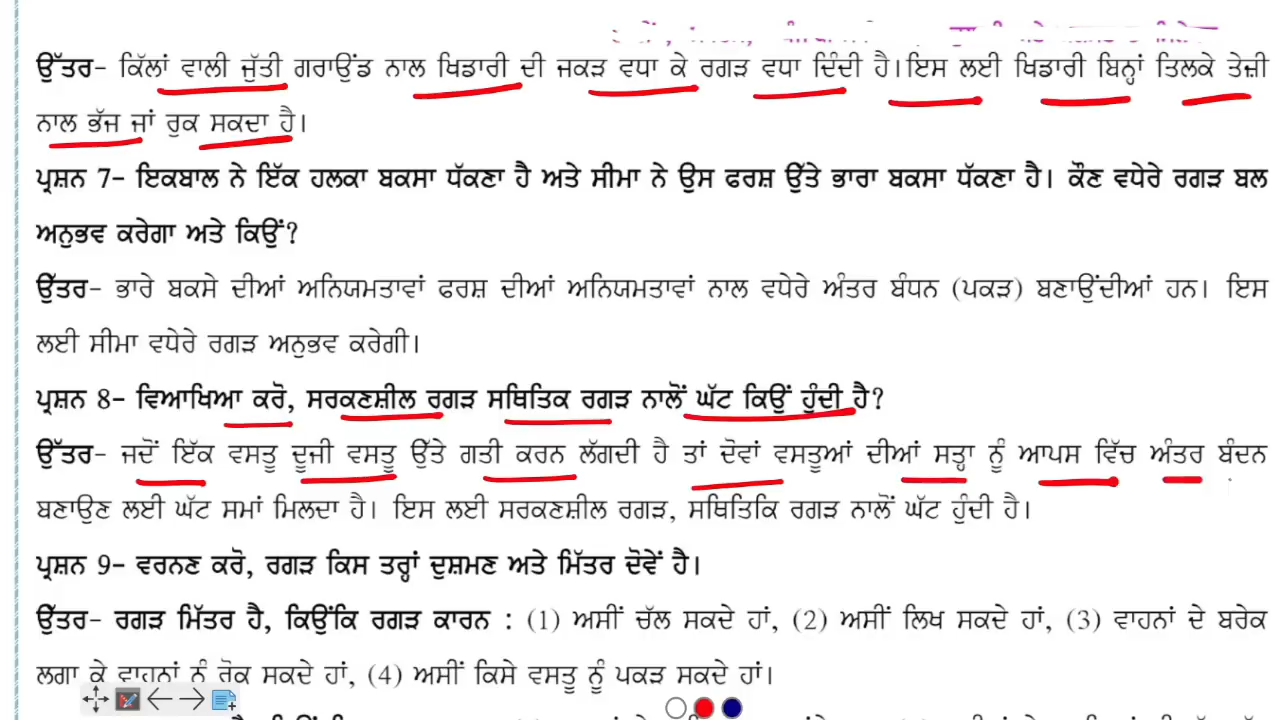 ਉੱਤਰ- ਕਿੱਲਾਂ ਵਾਲੀ ਜੁੱਤੀ ਗਰਾਉਂਡ ਨਾਲ ਖਿਡਾਰੀ ਦੀ ਜਕੜ ਵਧਾ ਕੇ ਰਗੜ ਵਧਾ ਦਿੰਦੀ ਹੈ।ਇਸ ਲਈ ਖਿਡਾਰੀ ਬਿਨ੍ਹਾਂ ਤਿਲਕੇ ਤੇਜ਼ੀ
ਨਾਲ ਭੱਜ ਜਾਂ ਰੁਕ ਸਕਦਾ ਹੈ।
ਪ੍ਰਸ਼ਨ 7- ਇਕਬਾਲ ਨੇ ਇੱਕ ਹਲਕਾ ਬਕਸਾ ਧੱਕਣਾ ਹੈ ਅਤੇ ਸੀਮਾ ਨੇ ਉਸ ਫਰਸ਼ ਉੱਤੇ ਭਾਰਾ ਬਕਸਾ ਧੱਕਣਾ ਹੈ। ਕੌਣ ਵਧੇਰੇ ਰਗੜ ਬਲ
ਅਨੁਭਵ ਕਰੇਗਾ ਅਤੇ ਕਿਉਂ?
ਉੱਤਰ- ਭਾਰੇ ਬਕਸੇ ਦੀਆਂ ਅਨਿਯਮਤਾਵਾਂ ਫਰਸ਼ ਦੀਆਂ ਅਨਿਯਮਤਾਵਾਂ ਨਾਲ ਵਧੇਰੇ ਅੰਤਰ ਬੰਧਨ (ਪਕੜ) ਬਣਾਉਂਦੀਆਂ ਹਨ। ਇਸ
ਲਈ ਸੀਮਾ ਵਧੇਰੇ ਰਗੜ ਅਨੁਭਵ ਕਰੇਗੀ।
ਪ੍ਰਸ਼ਨ 8- ਵਿਆਖਿਆ ਕਰੋ, ਸਰਕਣਸ਼ੀਲ ਰਗੜ ਸਥਿਤਿਕ ਰਗੜ ਨਾਲੋਂ ਘੱਟ ਕਿਉਂ ਹੁੰਦੀ ਹੈ?
ਉੱਤਰ- ਜਦੋਂ ਇੱਕ ਵਸਤੂ ਦੂਜੀ ਵਸਤੂ ਉੱਤੇ ਗਤੀ ਕਰਨ ਲੱਗਦੀ ਹੈ ਤਾਂ ਦੋਵਾਂ ਵਸਤੂਆਂ ਦੀਆਂ ਸਤ੍ਹਾ ਨੂੰ ਆਪਸ ਵਿੱਚ ਅੰਤਰ ਬੰਦਨ
ਬਣਾਉਣ ਲਈ ਘੱਟ ਸਮਾਂ ਮਿਲਦਾ ਹੈ। ਇਸ ਲਈ ਸਰਕਣਸ਼ੀਲ ਰਗੜ, ਸਥਿਤਿਕਿ ਰਗੜ ਨਾਲੋਂ ਘੱਟ ਹੁੰਦੀ ਹੈ।
ਪ੍ਰਸ਼ਨ 9- ਵਰਨਣ ਕਰੋ, ਰਗੜ ਕਿਸ ਤਰ੍ਹਾਂ ਦੁਸ਼ਮਣ ਅਤੇ ਮਿੱਤਰ ਦੋਵੇਂ ਹੈ।
ਉੱਤਰ- ਰਗੜ ਮਿੱਤਰ ਹੈ, ਕਿਉਂਕਿ ਰਗੜ ਕਾਰਨ : (1) ਅਸੀਂ ਚੱਲ ਸਕਦੇ ਹਾਂ, (2) ਅਸੀਂ ਲਿਖ ਸਕਦੇ ਹਾਂ, (3) ਵਾਹਨਾਂ ਦੇ ਬਰੇਕ
ਲਗਾ ਕੇ ਵਾਹਨਾਂ ਨੂੰ ਰੋਕ ਸਕਦੇ ਹਾਂ, (4) ਅਸੀਂ ਕਿਸੇ ਵਸਤੂ ਨੂੰ ਪਕੜ ਸਕਦੇ ਹਾਂ।